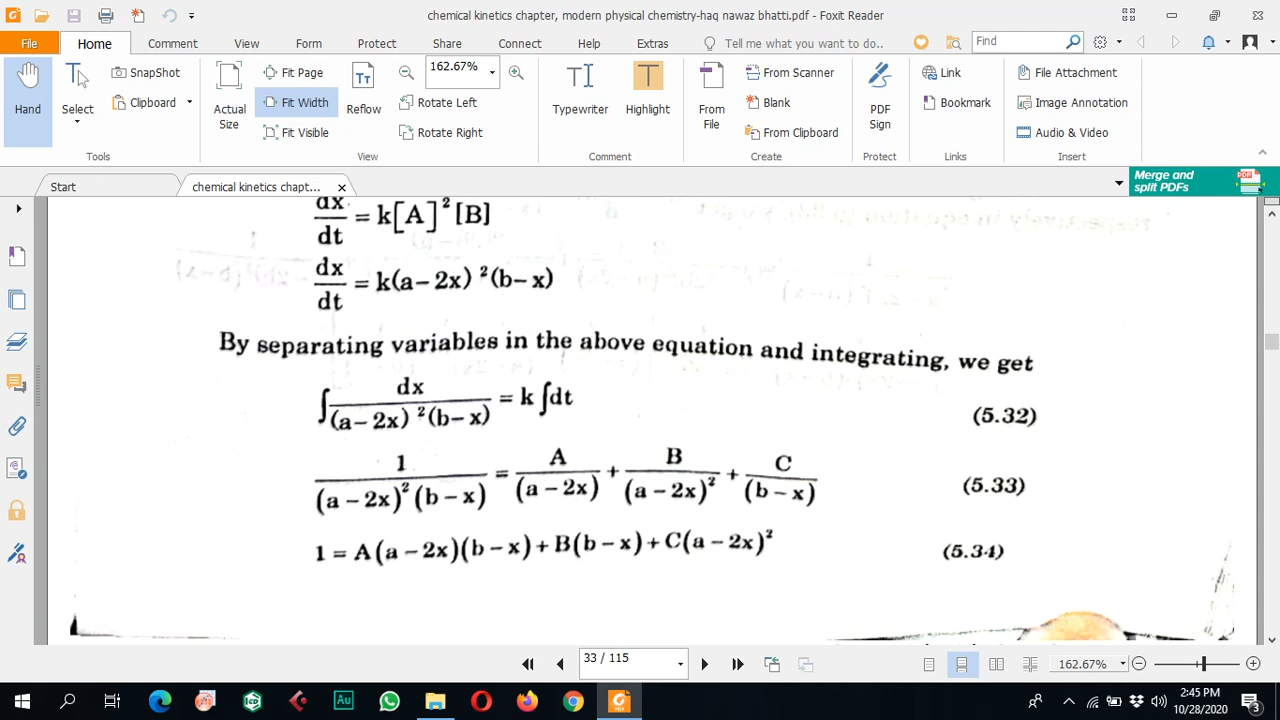 chemical kinetics chapter, modern physical chemistry-haq nawaz bhatti.pdf - Foxit Reader
File Home Comment View Form Protect Share Connect Help Extras Tell me what you want to do.. Find
Hand
Select
SnapShot
Clipboard
Tools
Actual Size
Fit Page
Fit Width
Fit Visible
Reflow
162.67%
Rotate Left
Rotate Right
View
Typewriter
Highlight
Comment
From File
From Scanner
Blank
From Clipboard
Create
PDF Sign
Protect
Link
Bookmark
Links
File Attachment
Image Annotation
Audio & Video
Insert
Start
chemical kinetics chapt...
Merge and split PDFs
dx/dt = k[A]² [B]
dx/dt = k(a – 2x)² (b – x)
By separating variables in the above equation and integrating, we get
∫ dx/((a – 2x)² (b – x)) = k ∫dt (5.32)
1/((a – 2x)² (b – x)) = A/(a – 2x) + B/(a – 2x)² + C/(b – x) (5.33)
1 = A(a – 2x)(b – x) + B(b – x) + C(a – 2x)² (5.34)
33 / 115
162.67%
Au
2:45 PM
10/28/2020
3